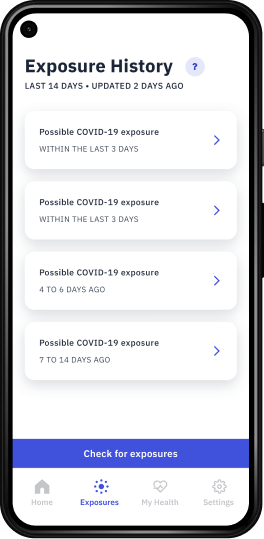 Exposure History ?
LAST 14 DAYS • UPDATED 2 DAYS AGO
Possible COVID-19 exposure
WITHIN THE LAST 3 DAYS
Possible COVID-19 exposure
WITHIN THE LAST 3 DAYS
Possible COVID-19 exposure
4 TO 6 DAYS AGO
Possible COVID-19 exposure
7 TO 14 DAYS AGO
Check for exposures
Home Exposures My Health Settings